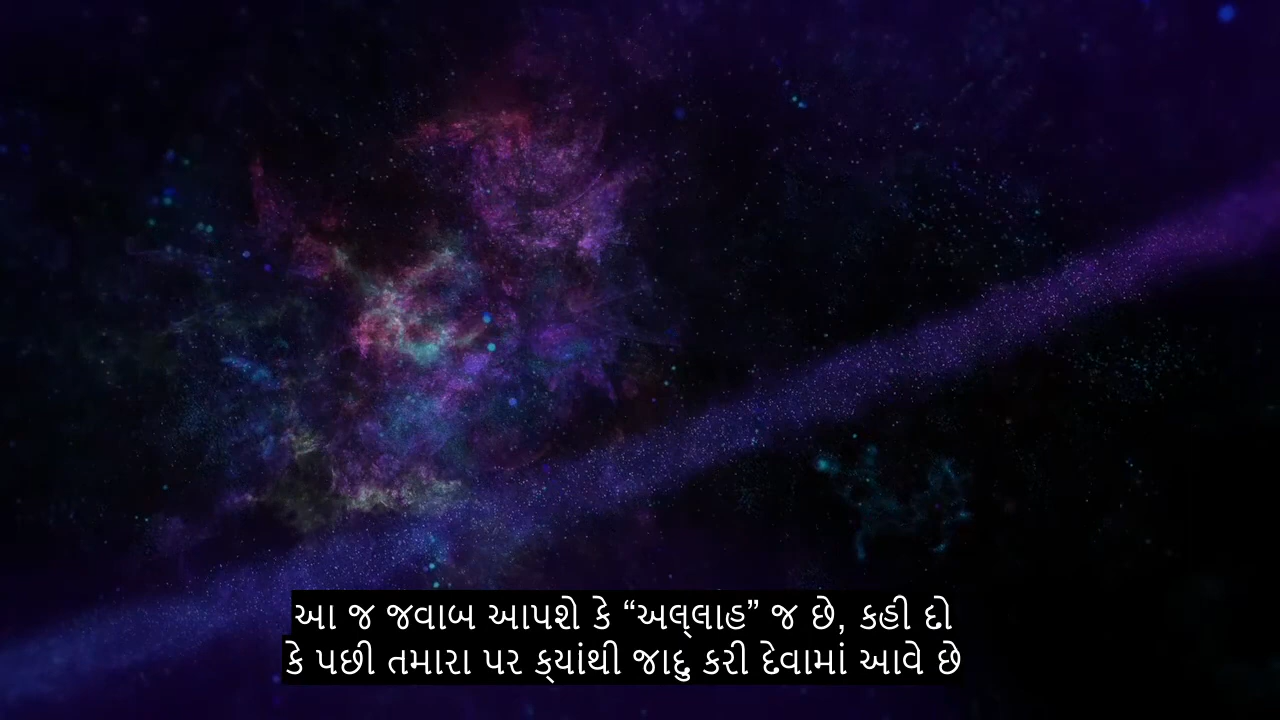 આ જ જવાબ આપશે કે “અલ્લાહ” જ છે, કહી દો
કે પછી તમારા પર ક્યાંથી જાદુ કરી દેવામાં આવે છે